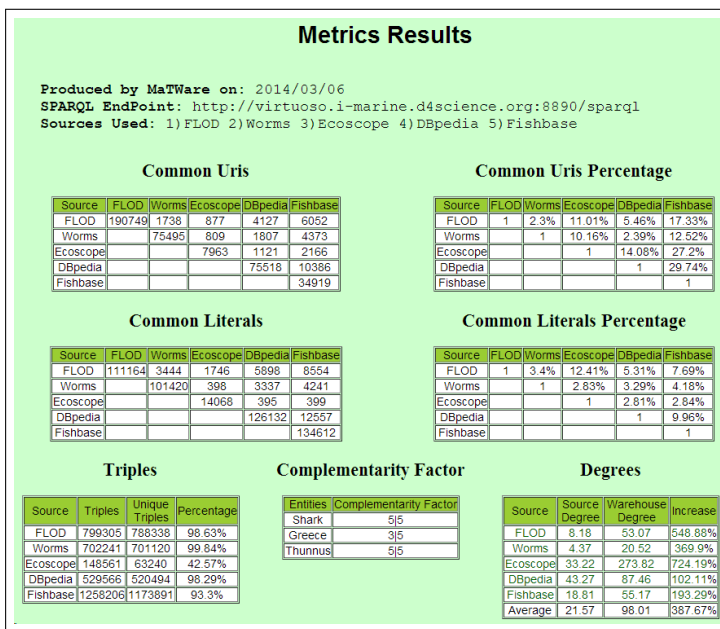 Metrics Results
Produced by MaTWare on: 2014/03/06
SPARQL EndPoint: http://virtuoso.i-marine.d4science.org:8890/sparql
Sources Used: 1)FLOD 2)Worms 3)Ecoscope 4)DBpedia 5)Fishbase
Common Uris
Source FLOD Worms Ecoscope DBpedia Fishbase
FLOD 190749 1738 877 4127 6052
Worms 75495 809 1807 4373
Ecoscope 7963 1121 2166
DBpedia 75518 10386
Fishbase 34919
Common Uris Percentage
Source FLOD Worms Ecoscope DBpedia Fishbase
FLOD 1 2.3% 11.01% 5.46% 17.33%
Worms 1 10.16% 2.39% 12.52%
Ecoscope 1 14.08% 27.2%
DBpedia 1 29.74%
Fishbase 1
Common Literals
Source FLOD Worms Ecoscope DBpedia Fishbase
FLOD 111164 3444 1746 5898 8554
Worms 101420 398 3337 4241
Ecoscope 14068 395 399
DBpedia 126132 12557
Fishbase 134612
Common Literals Percentage
Source FLOD Worms Ecoscope DBpedia Fishbase
FLOD 1 3.4% 12.41% 5.31% 7.69%
Worms 1 2.83% 3.29% 4.18%
Ecoscope 1 2.81% 2.84%
DBpedia 1 9.96%
Fishbase 1
Triples
Source Triples Unique Triples Percentage
FLOD 799305 788338 98.63%
Worms 702241 701120 99.84%
Ecoscope 148561 63240 42.57%
DBpedia 529566 520494 98.29%
Fishbase 1258206 1173891 93.3%
Complementarity Factor
Entities Complementarity Factor
Shark 5|5
Greece 3|5
Thunnus 5|5
Degrees
Source Source Degree Warehouse Degree Increase
FLOD 8.18 53.07 548.88%
Worms 4.37 20.52 369.9%
Ecoscope 33.22 273.82 724.19%
DBpedia 43.27 87.46 102.11%
Fishbase 18.81 55.17 193.29%
Average 21.57 98.01 387.67%